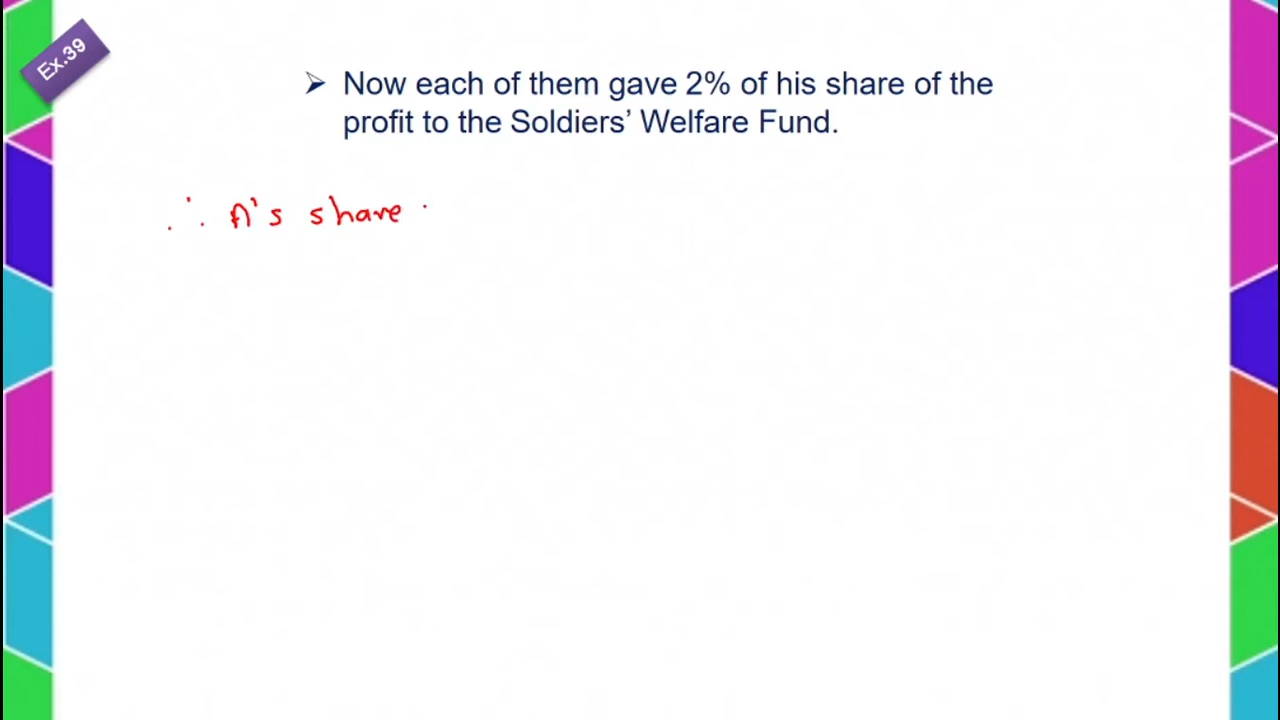 Ex.39
➢ Now each of them gave 2% of his share of the
profit to the Soldiers’ Welfare Fund.
∴ A's share